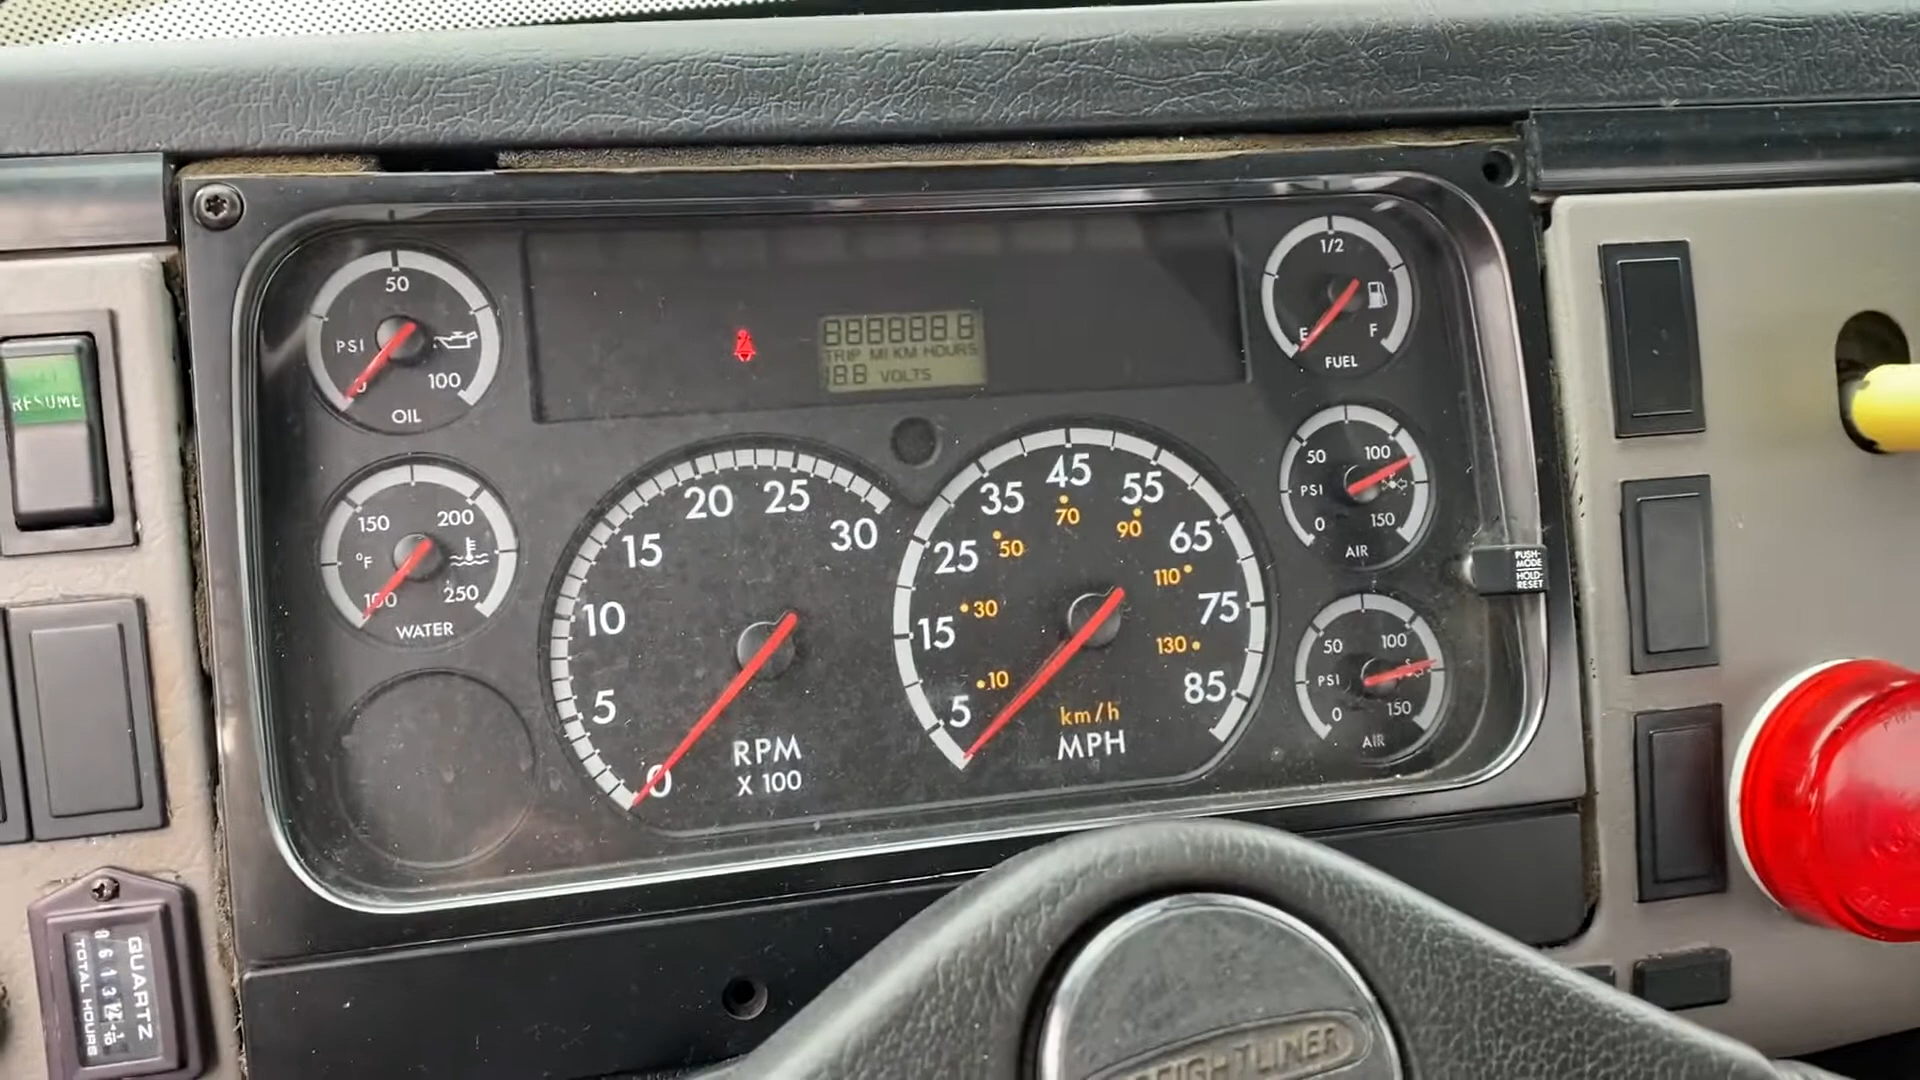 50
PSI
0
100
OIL
150
200
°F
100
250
WATER
TRIP MI KM HOURS
18.8 VOLTS
0
5
10
15
20
25
30
RPM
X 100
5
15
25
35
45
55
65
75
85
10
30
50
70
90
110
130
km/h
MPH
1/2
E
F
FUEL
50
100
PSI
0
150
AIR
50
100
PSI
0
150
AIR
PUSH-
MODE
HOLD-
RESET
RESUME
QUARTZ
TOTAL HOURS
FREIGHTLINER